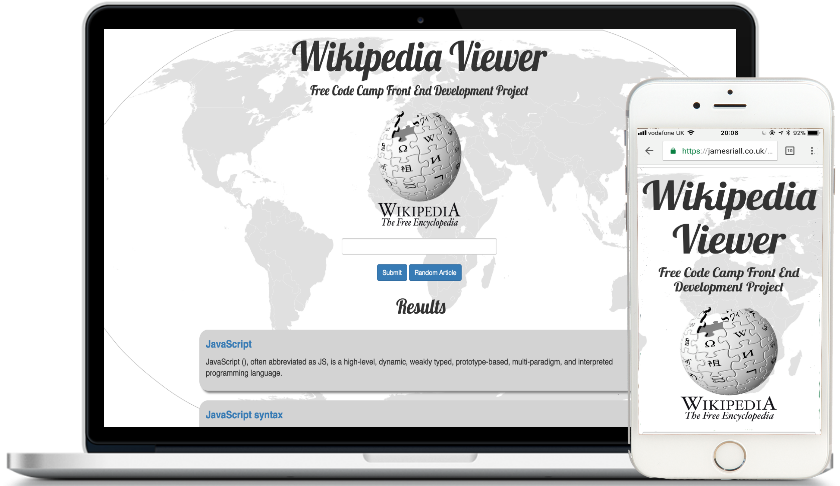 Wikipedia Viewer
Free Code Camp Front End Development Project
Ω
W
И
祖
WIKIPEDIA
The Free Encyclopedia
Submit
Random Article
Results
JavaScript
JavaScript (), often abbreviated as JS, is a high-level, dynamic, weakly typed, prototype-based, multi-paradigm, and interpreted
programming language.
JavaScript syntax
vodafone UK
20:08
92%
https://jamesriall.co.uk/...
Wikipedia
Viewer
Free Code Camp Front End
Development Project
Ω
W
И
祖
WIKIPEDIA
The Free Encyclopedia